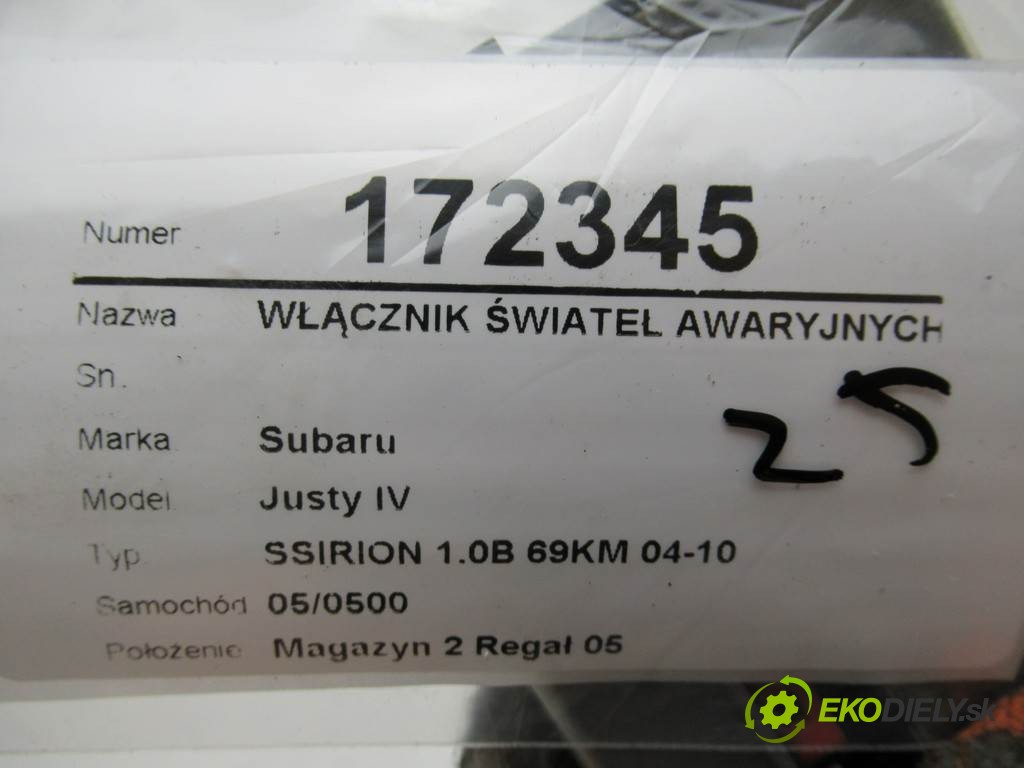 Numer 172345
Nazwa WŁĄCZNIK ŚWIATEŁ AWARYJNYCH
Sn.
25
Marka Subaru
Model Justy IV
Typ SSIRION 1.0B 69KM 04-10
Samochód 05/0500
Położenie Magazyn 2 Regał 05
EKODIELY.sk